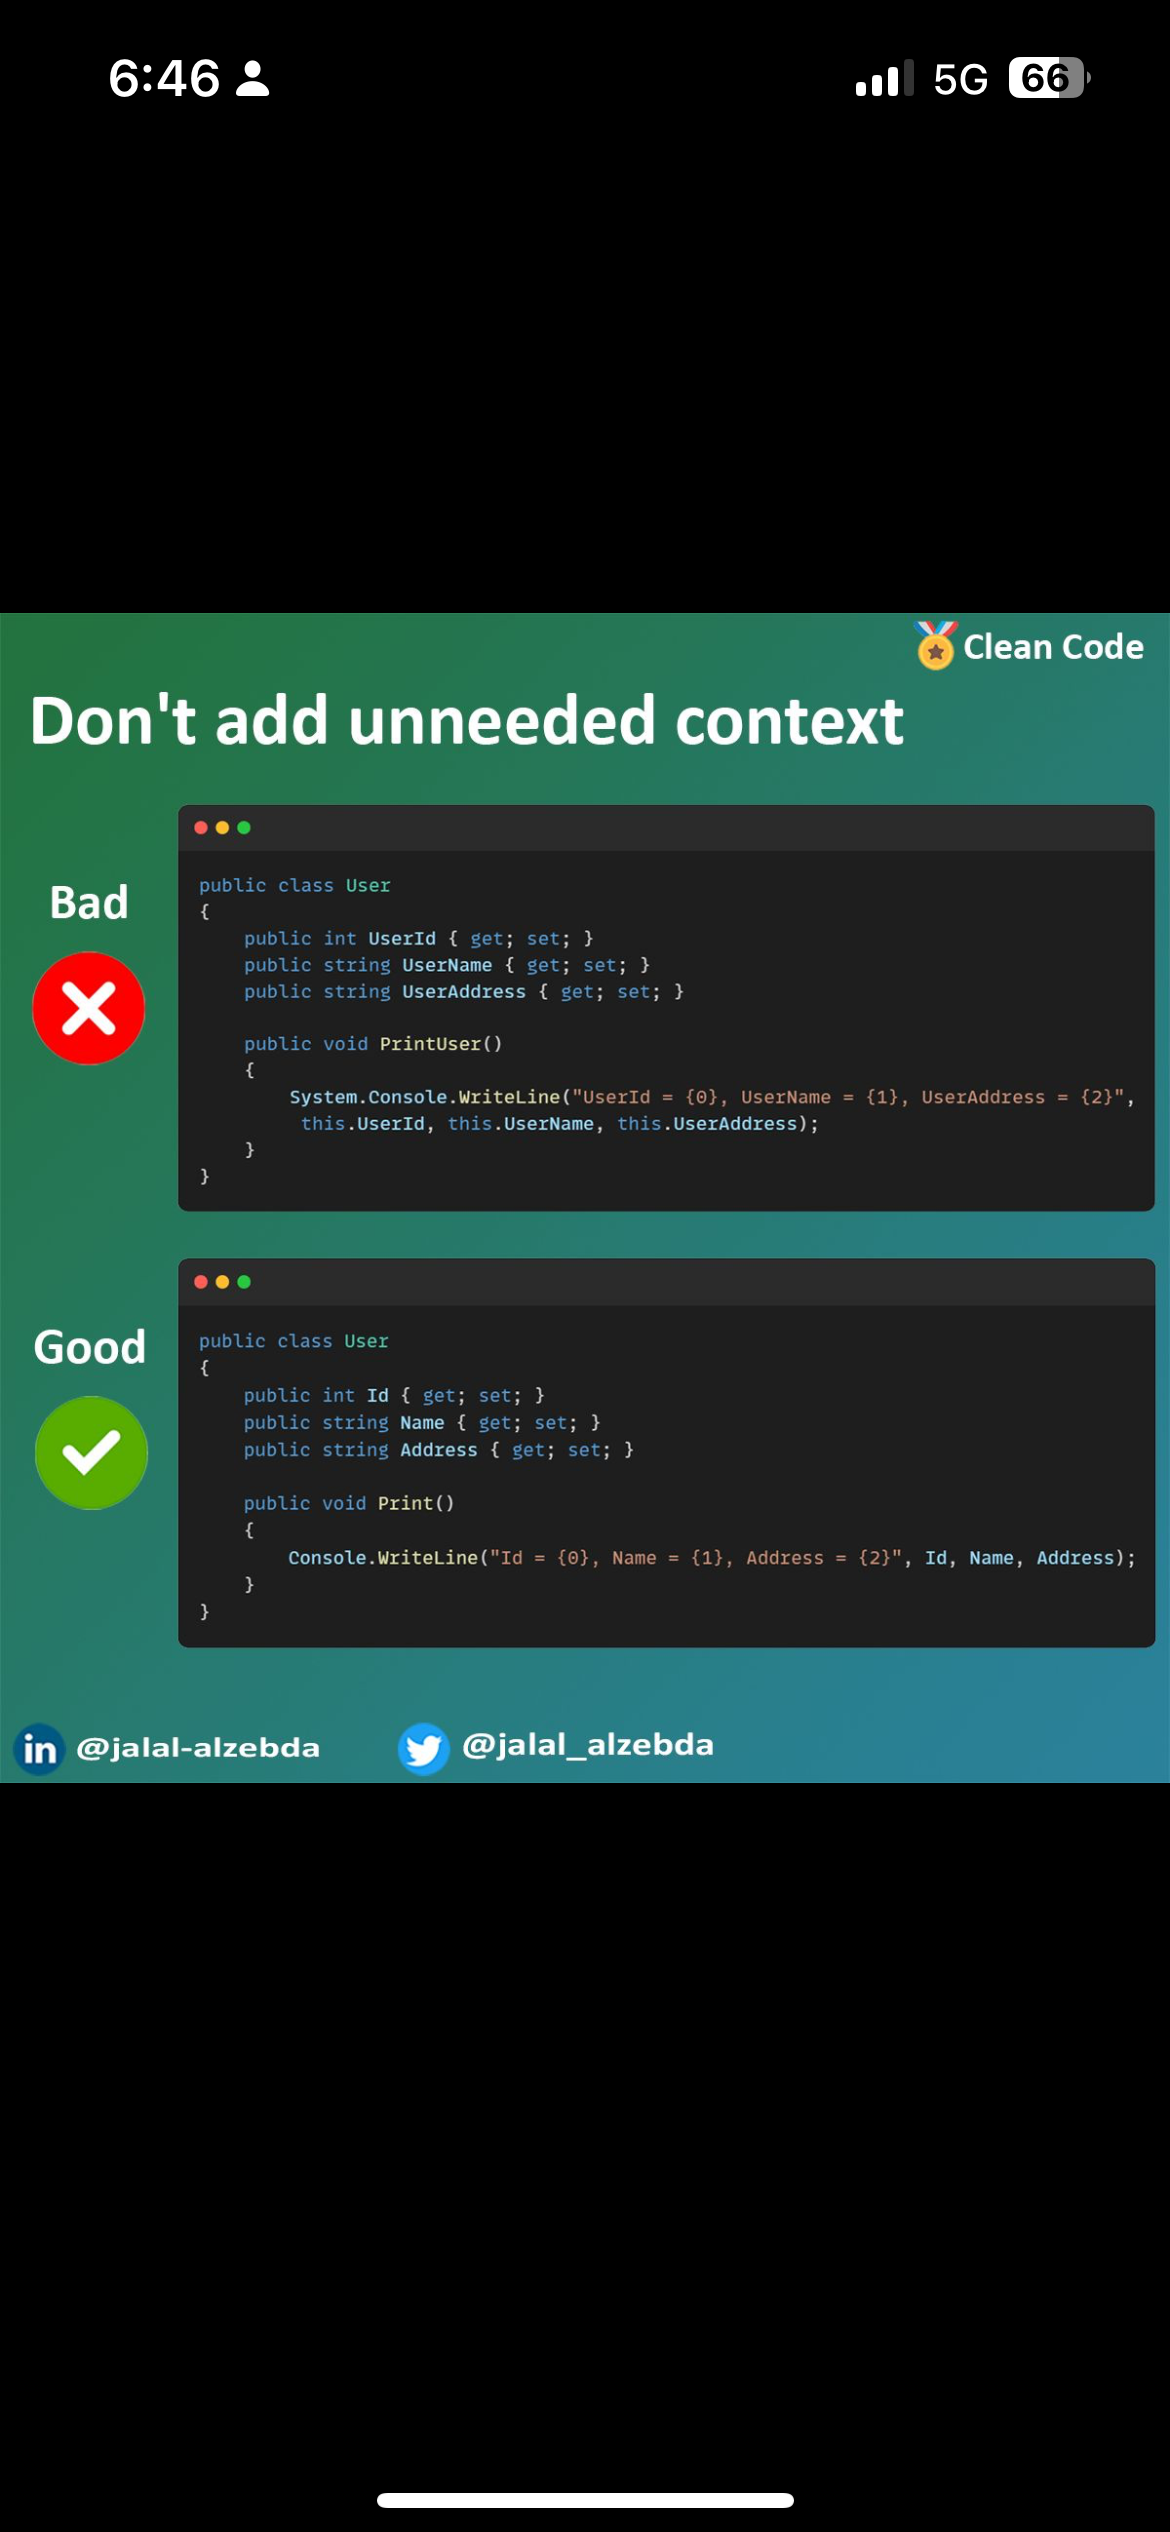 6:46
5G
66
Clean Code
Don't add unneeded context
Bad
public class User
{
    public int UserId { get; set; }
    public string UserName { get; set; }
    public string UserAddress { get; set; }
    public void PrintUser()
    {
        System.Console.WriteLine("UserId = {0}, UserName = {1}, UserAddress = {2}",
         this.UserId, this.UserName, this.UserAddress);
    }
}
Good
public class User
{
    public int Id { get; set; }
    public string Name { get; set; }
    public string Address { get; set; }
    public void Print()
    {
        Console.WriteLine("Id = {0}, Name = {1}, Address = {2}", Id, Name, Address);
    }
}
in @jalal-alzebda
@jalal_alzebda